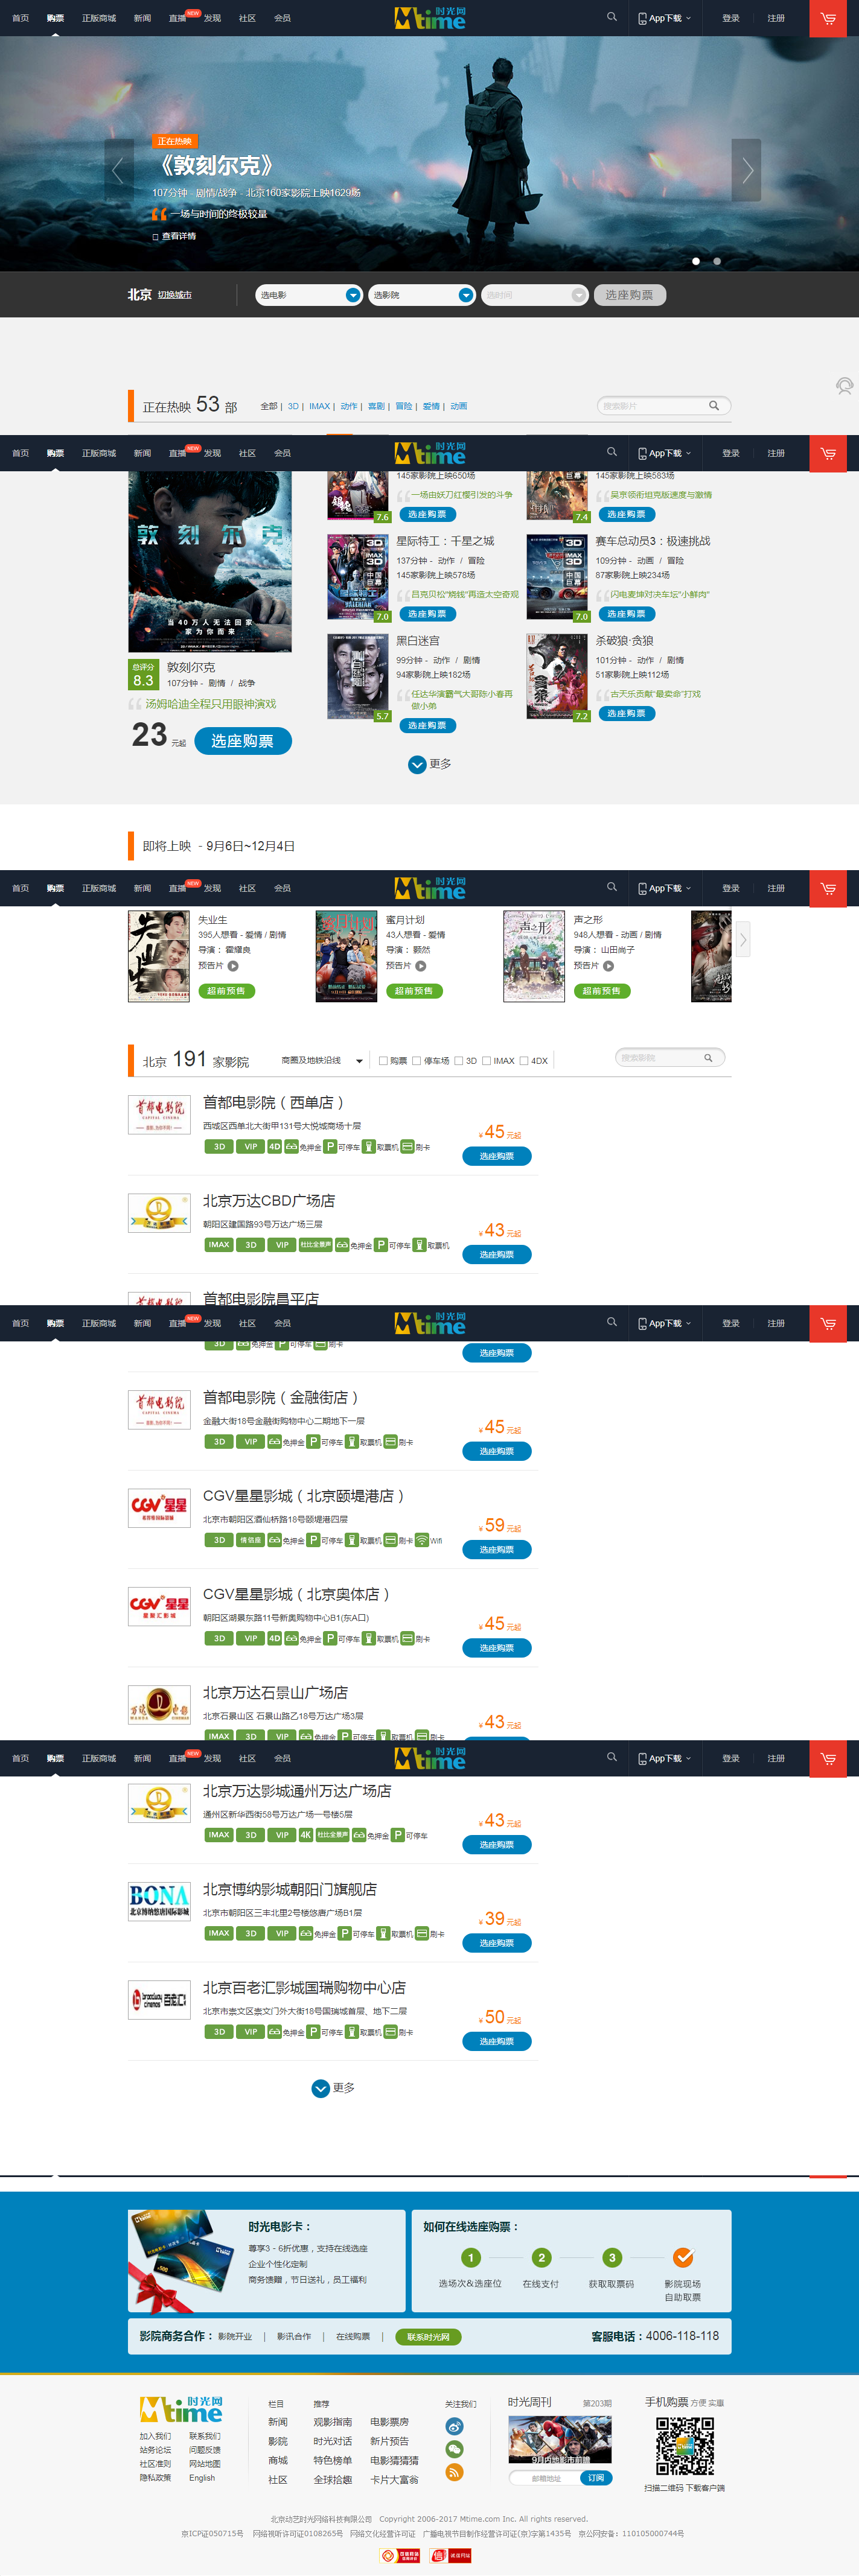 首页 购票 正版商城 新闻 直播 NEW 发现 社区 会员 Mtime 时光网 App下载 登录 注册
正在热映
《敦刻尔克》
107分钟 - 剧情/战争 - 北京160家影院上映1629场
一场与时间的终极较量
查看详情
北京 切换城市 选电影 选影院 选时间 选座购票
正在热映 53 部 全部 | 3D | IMAX | 动作 | 喜剧 | 冒险 | 爱情 | 动画 搜索影片
首页 购票 正版商城 新闻 直播 NEW 发现 社区 会员 Mtime 时光网 App下载 登录 注册
敦刻尔克
当40万人无法回家
家为你而来
总评分 8.3
敦刻尔克
107分钟 - 剧情 / 战争
汤姆哈迪全程只用眼神演戏
23 元起 选座购票
145家影院上映650场
一场由妖刀红樱引发的斗争
7.6 选座购票
145家影院上映583场
吴京领衔坦克版速度与激情
7.4 选座购票
星际特工：千星之城
137分钟 - 动作 / 冒险
145家影院上映578场
吕克贝松"烧钱"再造太空奇观
7.0 选座购票
赛车总动员3：极速挑战
109分钟 - 动画 / 冒险
87家影院上映234场
闪电麦坤对决车坛"小鲜肉"
7.0 选座购票
黑白迷宫
99分钟 - 动作 / 剧情
94家影院上映182场
任达华演霸气大哥陈小春再
做小弟
5.7 选座购票
杀破狼·贪狼
101分钟 - 动作 / 剧情
51家影院上映112场
古天乐贡献"最卖命"打戏
7.2 选座购票
更多
即将上映 - 9月6日~12月4日
首页 购票 正版商城 新闻 直播 NEW 发现 社区 会员 Mtime 时光网 App下载 登录 注册
失业生
395人想看 - 爱情 / 剧情
导演：霍耀良
预告片
超前预售
蜜月计划
43人想看 - 爱情
导演：颢然
预告片
超前预售
声之形
948人想看 - 动画 / 剧情
导演：山田尚子
预告片
超前预售
北京 191 家影院 商圈及地铁沿线 购票 停车场 3D IMAX 4DX 搜索影院
首都电影院（西单店）
西城区西单北大街甲131号大悦城商场十层
¥45元起
3D VIP 4D 免押金 P 可停车 取票机 刷卡
选座购票
北京万达CBD广场店
朝阳区建国路93号万达广场三层
¥43元起
IMAX 3D VIP 杜比全景声 免押金 P 可停车 取票机
选座购票
首都电影院昌平店
首页 购票 正版商城 新闻 直播 NEW 发现 社区 会员 Mtime 时光网 App下载 登录 注册
3D 免押金 可停车 刷卡
选座购票
首都电影院（金融街店）
金融大街18号金融街购物中心二期地下一层
¥45元起
3D VIP 免押金 P 可停车 取票机 刷卡
选座购票
CGV星星影城（北京颐堤港店）
北京市朝阳区酒仙桥路18号颐堤港四层
¥59元起
3D 情侣座 免押金 P 可停车 取票机 刷卡 Wifi
选座购票
CGV星星影城（北京奥体店）
朝阳区湖景东路11号新奥购物中心B1(东A口)
¥45元起
3D VIP 4D 免押金 P 可停车 取票机 刷卡
选座购票
北京万达石景山广场店
北京石景山区 石景山路乙18号万达广场3层
¥43元起
IMAX 3D VIP 免押金 P 可停车 取票机 刷卡
首页 购票 正版商城 新闻 直播 NEW 发现 社区 会员 Mtime 时光网 App下载 登录 注册
北京万达影城通州万达广场店
通州区新华西街58号万达广场一号楼5层
¥43元起
IMAX 3D VIP 4K 杜比全景声 免押金 P 可停车
选座购票
BONA
北京博纳悠唐国际影城
北京博纳影城朝阳门旗舰店
北京市朝阳区三丰北里2号楼悠唐广场B1层
¥39元起
IMAX 3D VIP 免押金 P 可停车 取票机 刷卡
选座购票
broadway cinemas 百老汇
北京百老汇影城国瑞购物中心店
北京市崇文区崇文门外大街18号国瑞城首层、地下二层
¥50元起
3D VIP 免押金 P 可停车 取票机 刷卡
选座购票
更多
时光电影卡：
尊享3 - 6折优惠，支持在线选座
企业个性化定制
商务馈赠，节日送礼，员工福利
如何在线选座购票：
1 2 3
选场次&选座位 在线支付 获取取票码 影院现场
自助取票
影院商务合作： 影院开业 | 影讯合作 | 在线购票 | 联系时光网 客服电话：4006-118-118
Mtime 时光网
加入我们 联系我们
站务论坛 问题反馈
社区准则 网站地图
隐私政策 English
栏目 推荐
新闻 观影指南 电影票房
影院 时光对话 新片预告
商城 特色榜单 电影猜猜猜
社区 全球拾趣 卡片大富翁
关注我们
时光周刊 第203期
9月内地影市前瞻
邮箱地址 订阅
手机购票 方便 实惠
扫描二维码 下载客户端
北京动艺时光网络科技有限公司 Copyright 2006-2017 Mtime.com Inc. All rights reserved.
京ICP证050715号 网络视听许可证0108265号 网络文化经营许可证 广播电视节目制作经营许可证(京)字第1435号 京公网安备：110105000744号